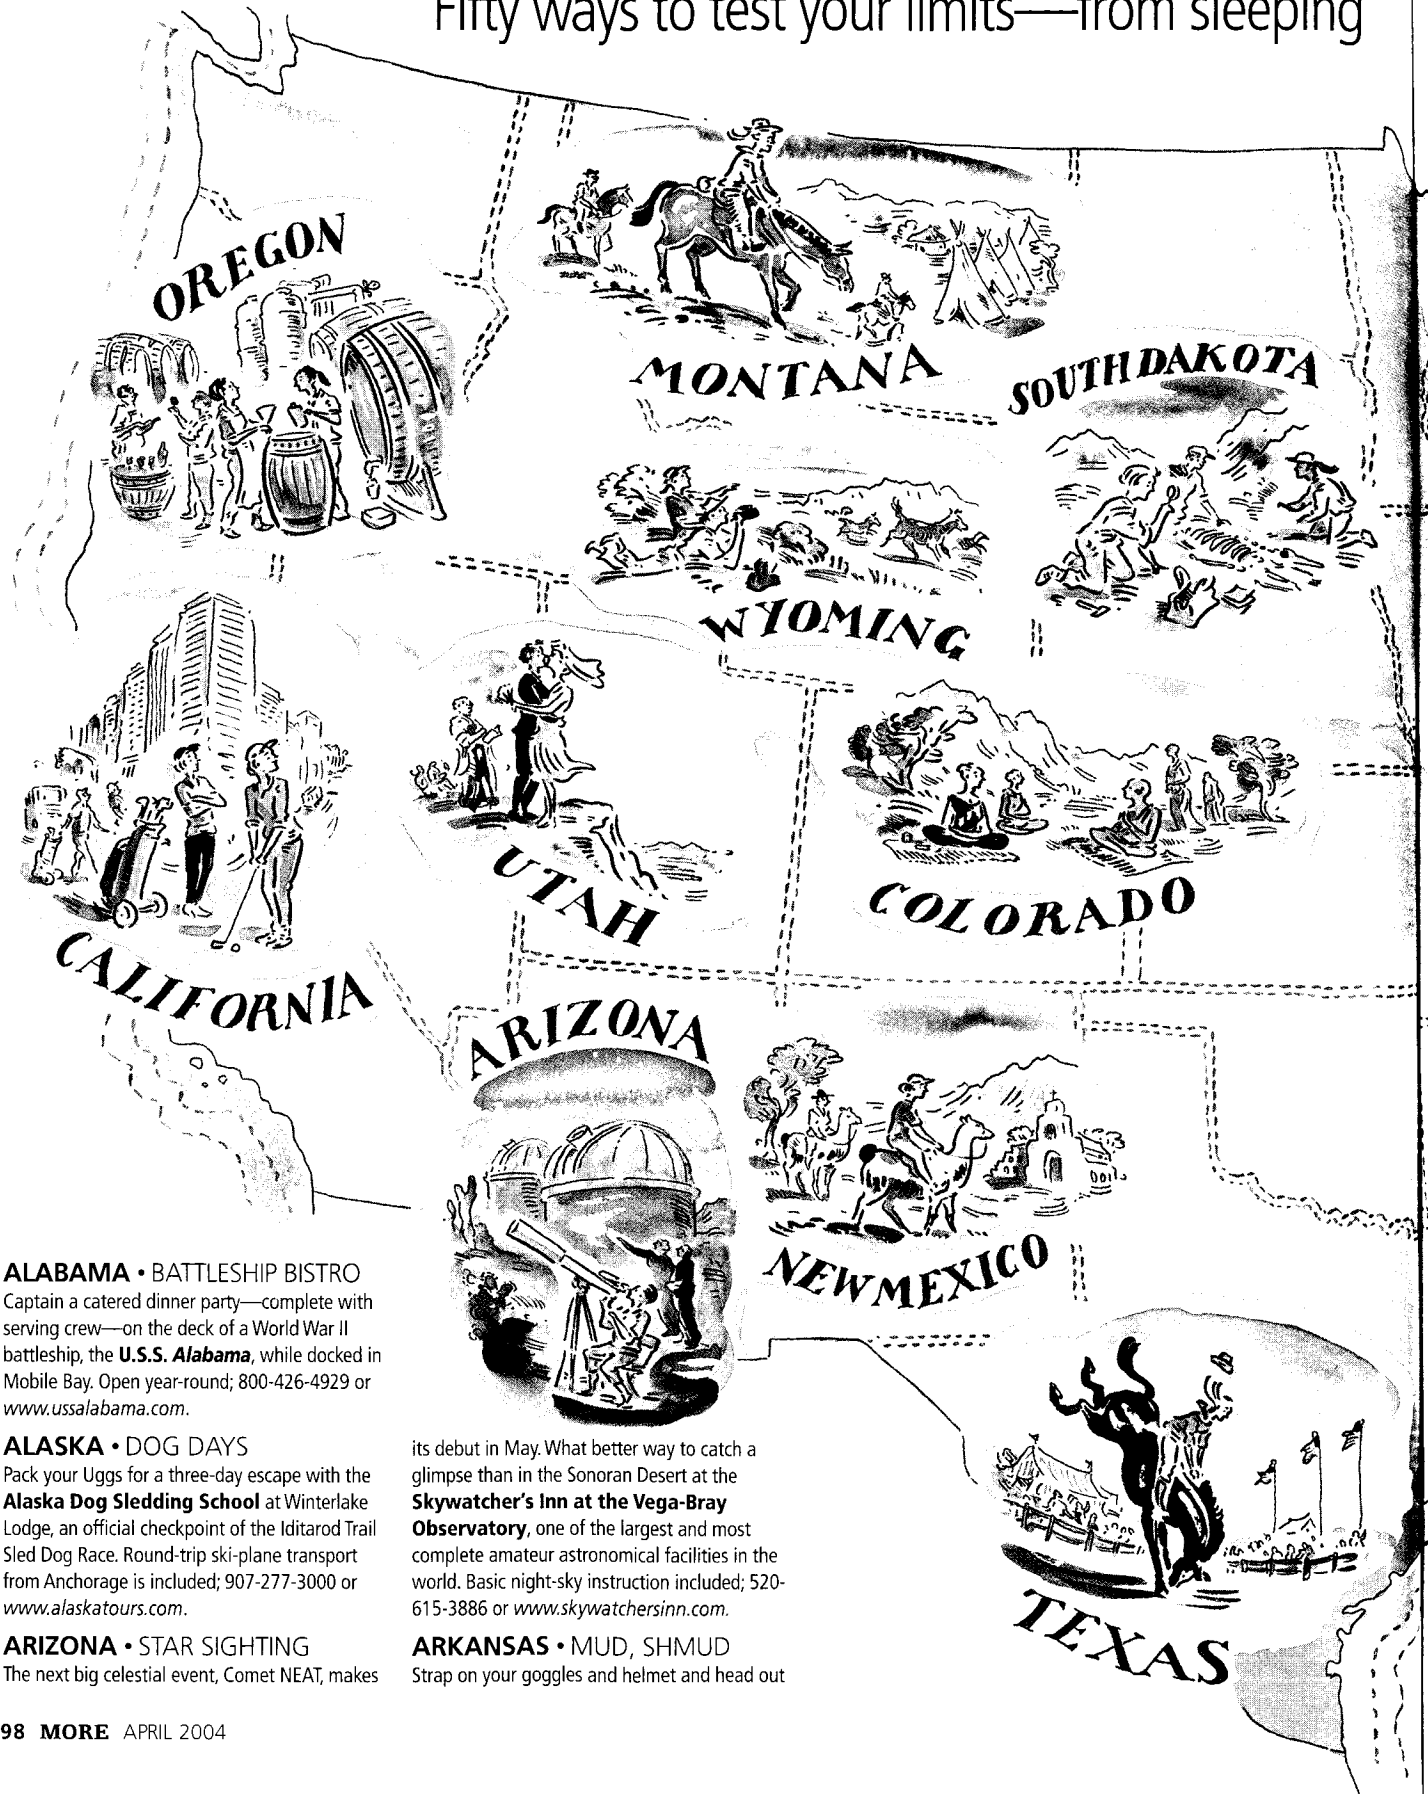 Fifty ways to test your limits—from sleeping
OREGON
MONTANA
SOUTH DAKOTA
WYOMING
UTAH
COLORADO
CALIFORNIA
ARIZONA
NEW MEXICO
TEXAS
ALABAMA • BATTLESHIP BISTRO
Captain a catered dinner party—complete with
serving crew—on the deck of a World War II
battleship, the U.S.S. Alabama, while docked in
Mobile Bay. Open year-round; 800-426-4929 or
www.ussalabama.com.
ALASKA • DOG DAYS
Pack your Uggs for a three-day escape with the
Alaska Dog Sledding School at Winterlake
Lodge, an official checkpoint of the Iditarod Trail
Sled Dog Race. Round-trip ski-plane transport
from Anchorage is included; 907-277-3000 or
www.alaskatours.com.
ARIZONA • STAR SIGHTING
The next big celestial event, Comet NEAT, makes
its debut in May. What better way to catch a
glimpse than in the Sonoran Desert at the
Skywatcher's Inn at the Vega-Bray
Observatory, one of the largest and most
complete amateur astronomical facilities in the
world. Basic night-sky instruction included; 520-
615-3886 or www.skywatchersinn.com.
ARKANSAS • MUD, SHMUD
Strap on your goggles and helmet and head out
98 MORE APRIL 2004